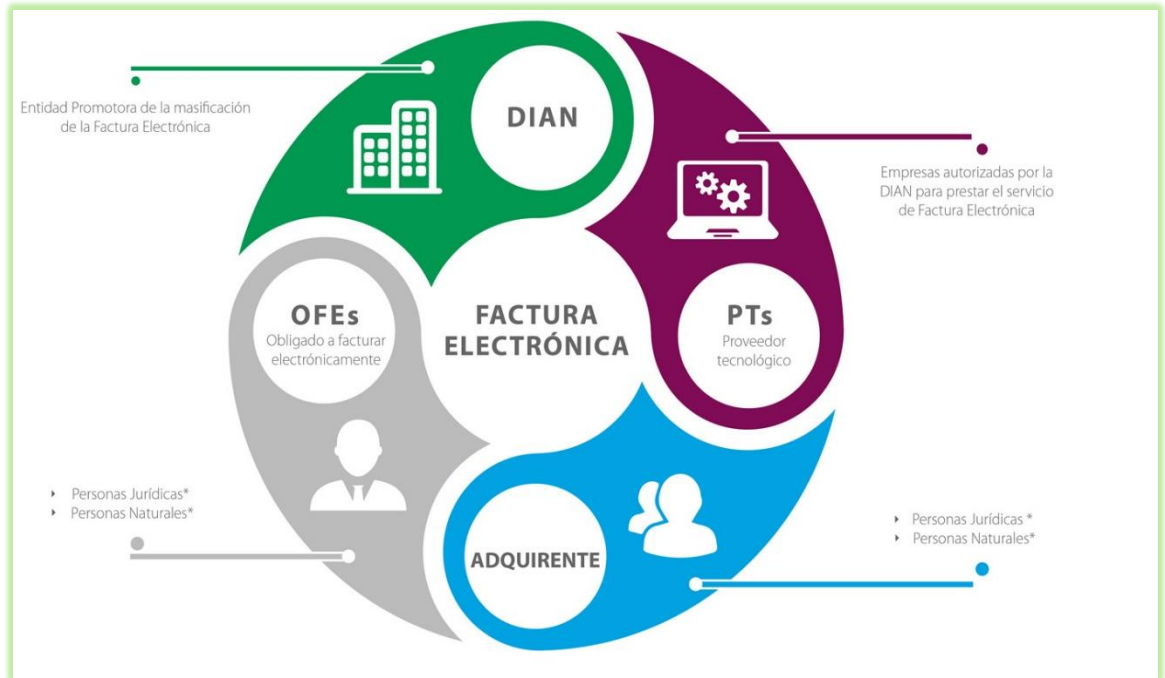 DIAN
Entidad Promotora de la masificación
de la Factura Electrónica
Empresas autorizadas por la
DIAN para prestar el servicio
de Factura Electrónica
OFEs
Obligado a facturar
electrónicamente
FACTURA
ELECTRÓNICA
PTs
Proveedor
tecnológico
Personas Jurídicas*
Personas Naturales*
ADQUIRENTE
Personas Jurídicas *
Personas Naturales*